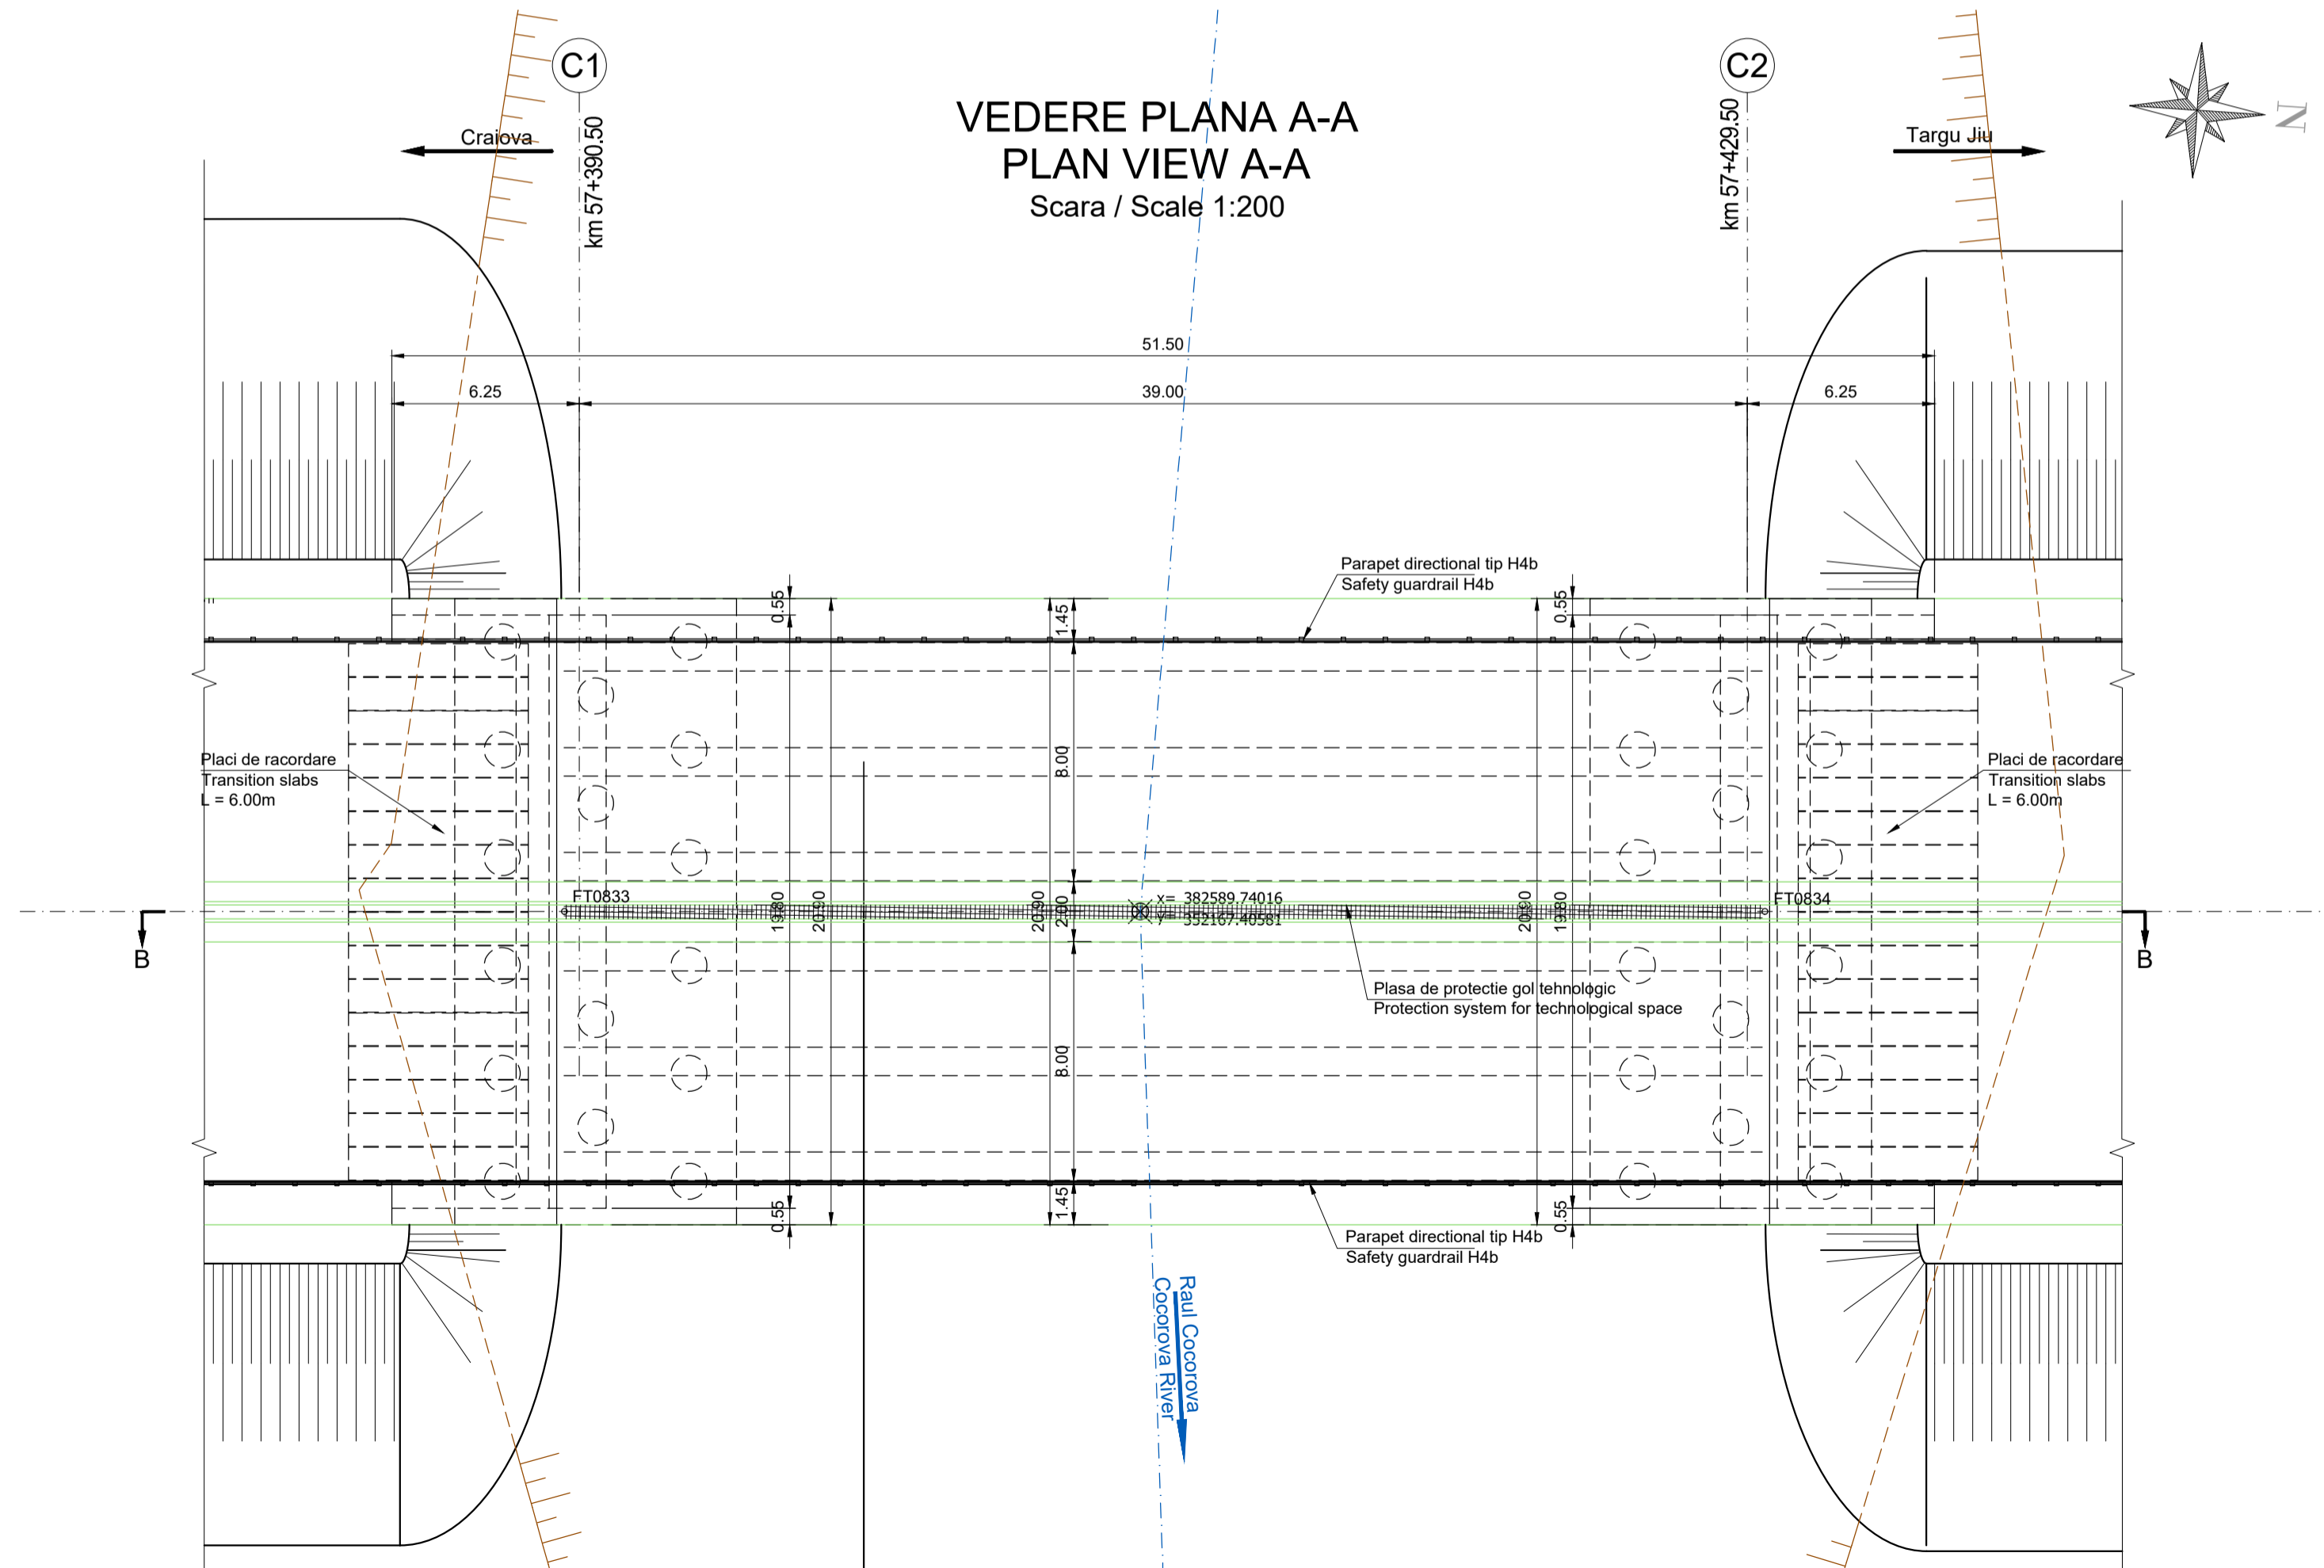 C1
C2
VEDERE PLANA A-A
PLAN VIEW A-A
Scara / Scale 1:200
Craiova
Targu Jiu
N
km 57+390.50
km 57+429.50
51.50
6.25
39.00
6.25
Parapet directional tip H4b
Safety guardrail H4b
0.55
1.45
0.55
8.00
Placi de racordare
Transition slabs
L = 6.00m
Placi de racordare
Transition slabs
L = 6.00m
FT0833
x= 382589.74016
y= 352167.40581
FT0834
19.80
20.90
20.90
2.00
20.90
19.80
B
B
Plasa de protectie gol tehnologic
Protection system for technological space
8.00
0.55
1.45
0.55
Parapet directional tip H4b
Safety guardrail H4b
Raul Cocorova
Cocorova River